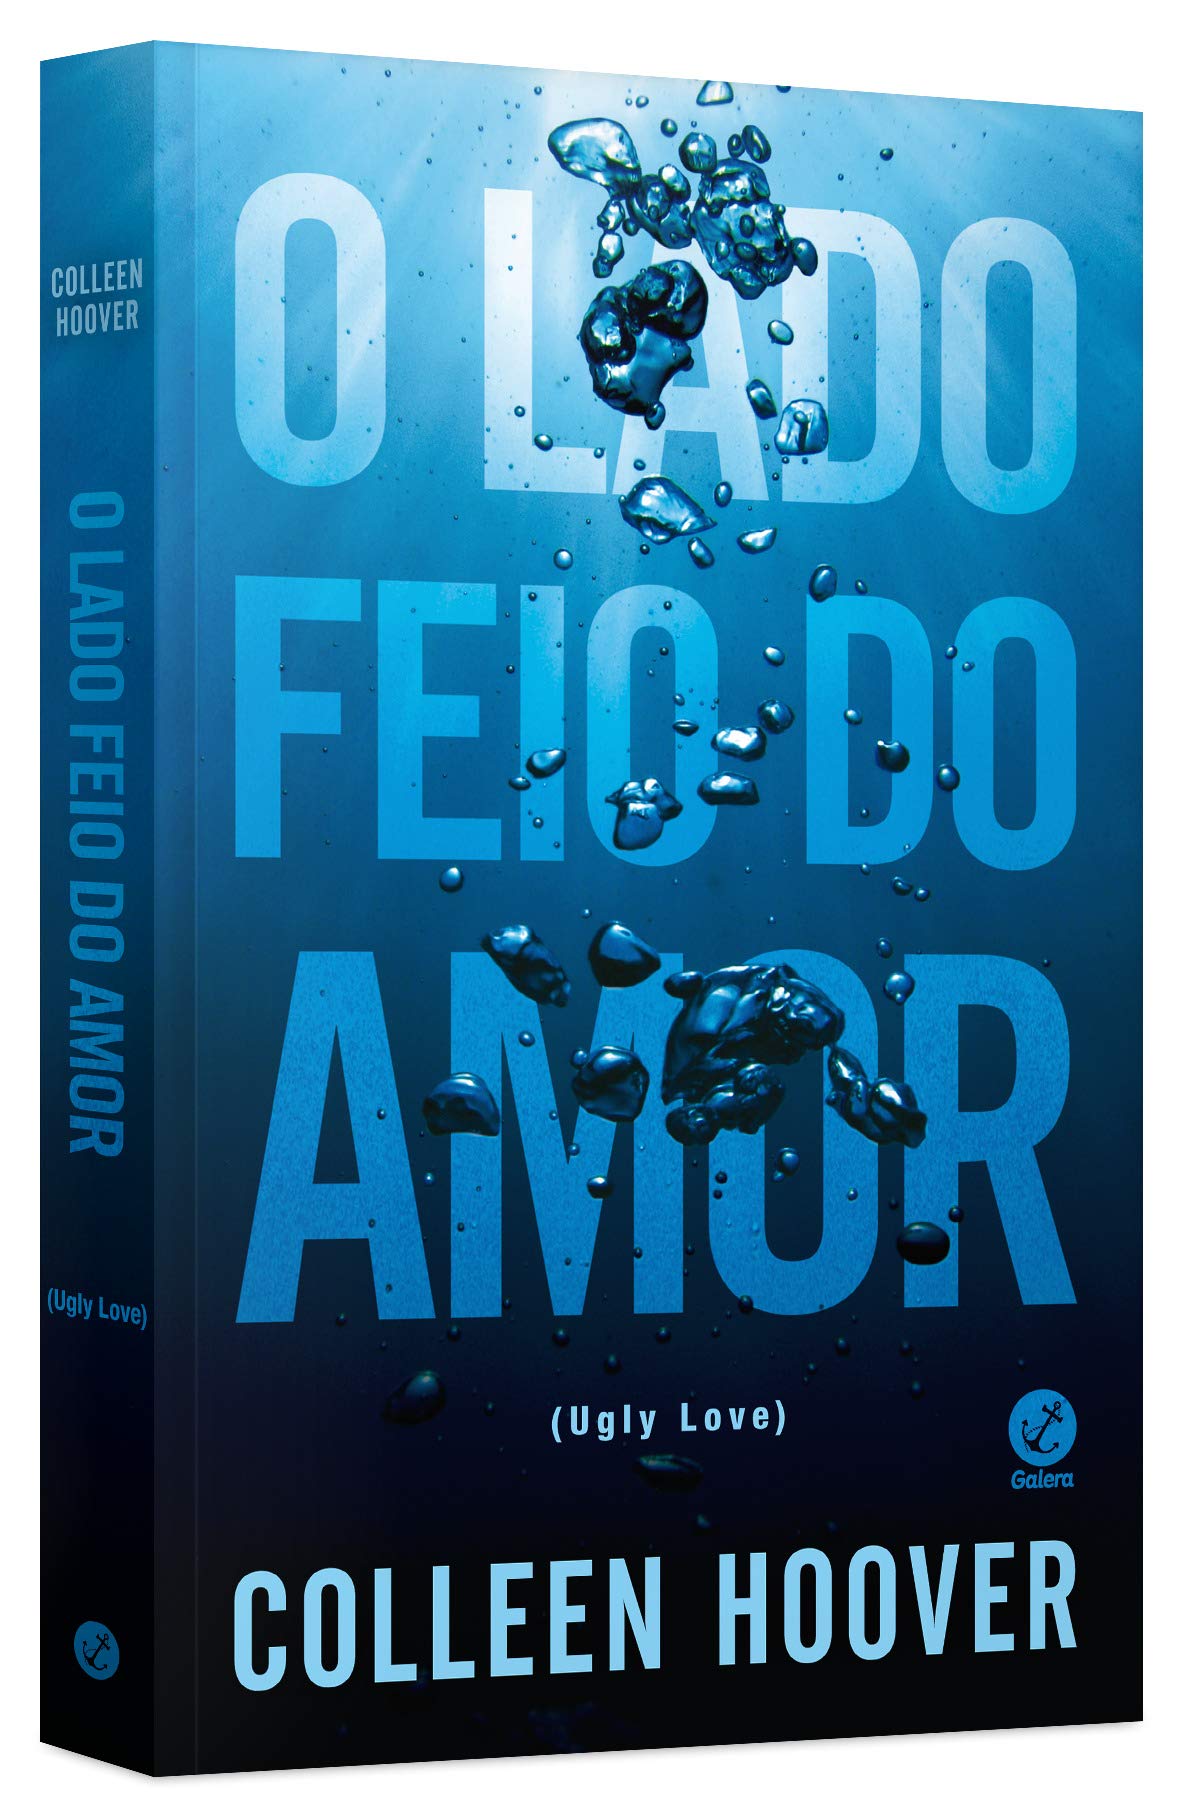 COLLEEN
HOOVER
O LADO FEIO DO AMOR
(Ugly Love)
O LADO
FEIO DO
AMOR
(Ugly Love)
Galera
COLLEEN HOOVER